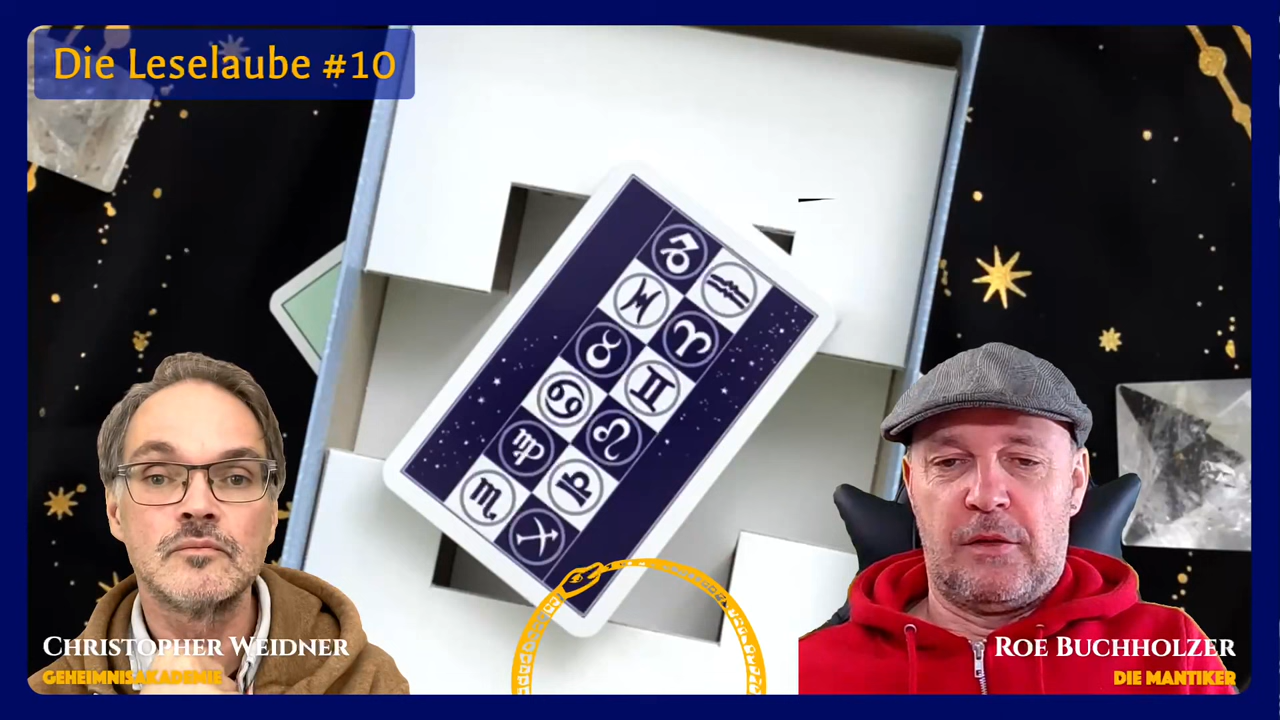 Die Leselaube #10
CHRISTOPHER WEIDNER
GEHEIMNISAKADEMIE
ROE BUCHHOLZER
DIE MANTIKER